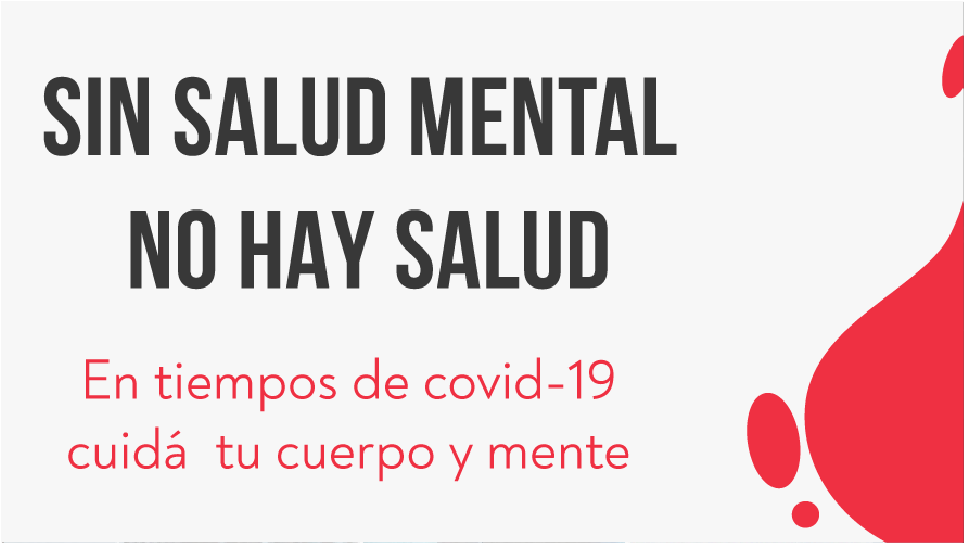 SIN SALUD MENTAL
NO HAY SALUD
En tiempos de covid-19
cuidá tu cuerpo y mente